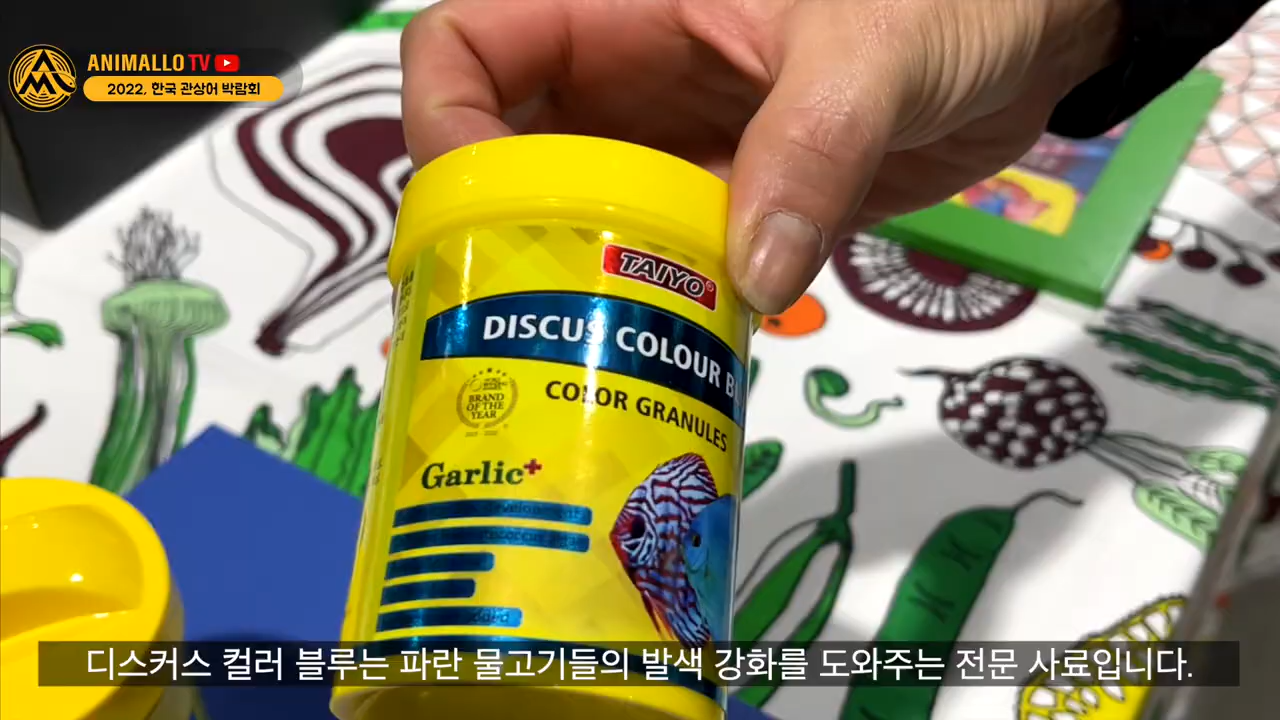 ANIMALLO TV
2022, 한국 관상어 박람회
TAIYO
DISCUS COLOUR
COLOR GRANULES
BRAND
OF THE
YEAR
Garlic+
디스커스 컬러 블루는 파란 물고기들의 발색 강화를 도와주는 전문 사료입니다.